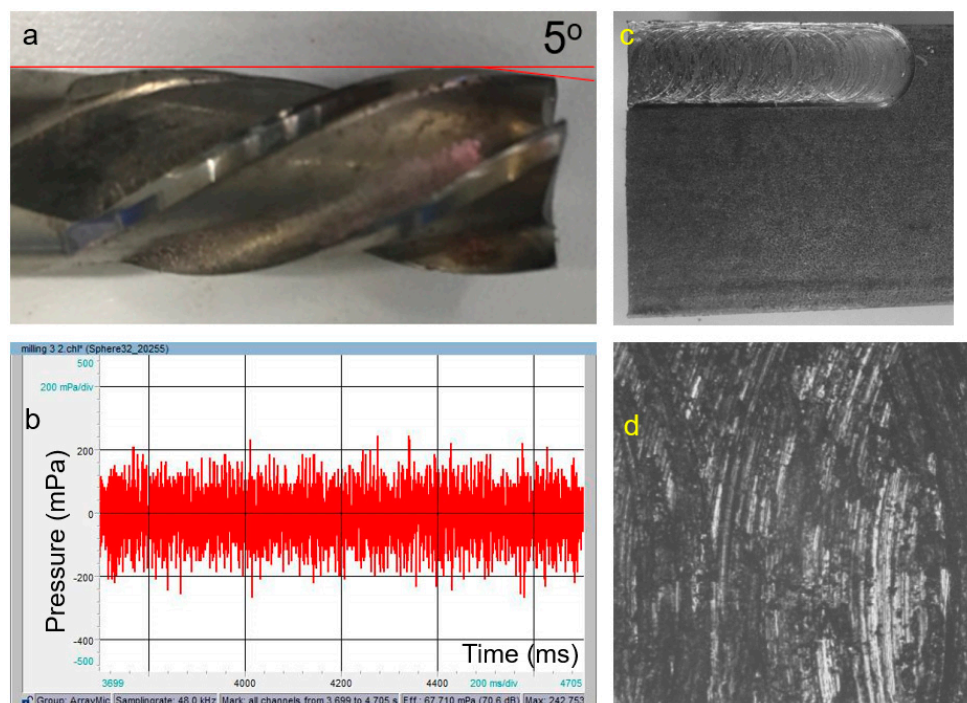 a
5º
c
milling 3 2.chl* (Sphere32_20255)
500
200 mPa/div
b
200
0
-200
-400
-500
Pressure (mPa)
Time (ms)
3699
4000
4200
4400
200 ms/div
4705
Group: ArrayMic Samplingrate: 48.0 kHz Mark: all channels from 3.699 to 4.705 s Eff.: 67.710 mPa (70.6 dB) Max: 242.753
d